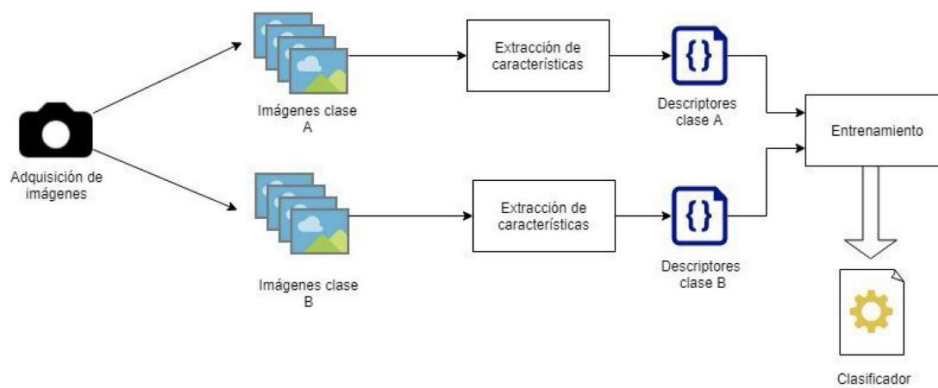 Adquisición de
imágenes
Imágenes clase
A
Extracción de
características
{}
Descriptores
clase A
Imágenes clase
B
Extracción de
características
{}
Descriptores
clase B
Entrenamiento
Clasificador